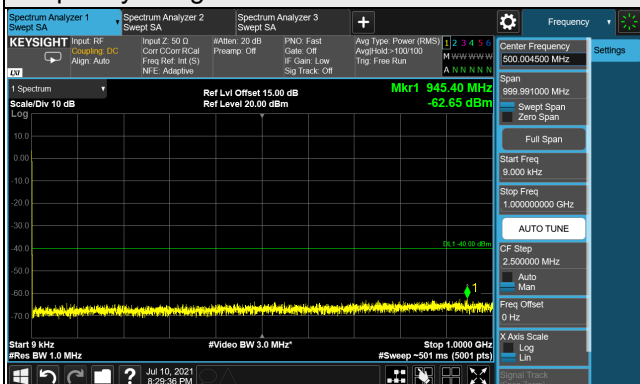 Spectrum Analyzer 1
Swept SA
Spectrum Analyzer 2
Swept SA
Spectrum Analyzer 3
Swept SA
Frequency
KEYSIGHT
Input: RF
Coupling: DC
Align: Auto
Input Z: 50 Ω
Corr CCorr RCal
Freq Ref: Int (S)
NFE: Adaptive
#Atten: 20 dB
Preamp: Off
PNO: Fast
Gate: Off
IF Gain: Low
Sig Track: Off
Avg Type: Power (RMS)
Avg|Hold:>100/100
Trig: Free Run
1 2 3 4 5 6
M W W W W W
A N N N N N
LXI
Center Frequency
500.004500 MHz
Settings
1 Spectrum
Scale/Div 10 dB
Log
Ref Lvl Offset 15.00 dB
Ref Level 20.00 dBm
Mkr1 945.40 MHz
-62.65 dBm
Span
999.991000 MHz
Swept Span
Zero Span
Full Span
Start Freq
9.000 kHz
Stop Freq
1.000000000 GHz
AUTO TUNE
CF Step
2.500000 MHz
Auto
Man
Freq Offset
0 Hz
X Axis Scale
Log
Lin
Signal Track
10.0
0.00
-10.0
-20.0
-30.0
-40.0
-50.0
-60.0
-70.0
DL1 -40.00 dBm
1
Start 9 kHz
#Res BW 1.0 MHz
#Video BW 3.0 MHz*
Stop 1.0000 GHz
#Sweep ~501 ms (5001 pts)
?
Jul 10, 2021
8:29:36 PM